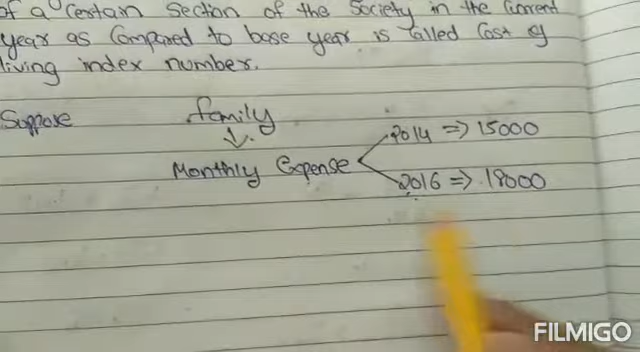 of a certain Section of the Society in the Current
year as Compared to base year is Called Cost of
living index number.
Suppose family
Monthly Expense 2014 => 15000
2016 => 18000
FILMIGO